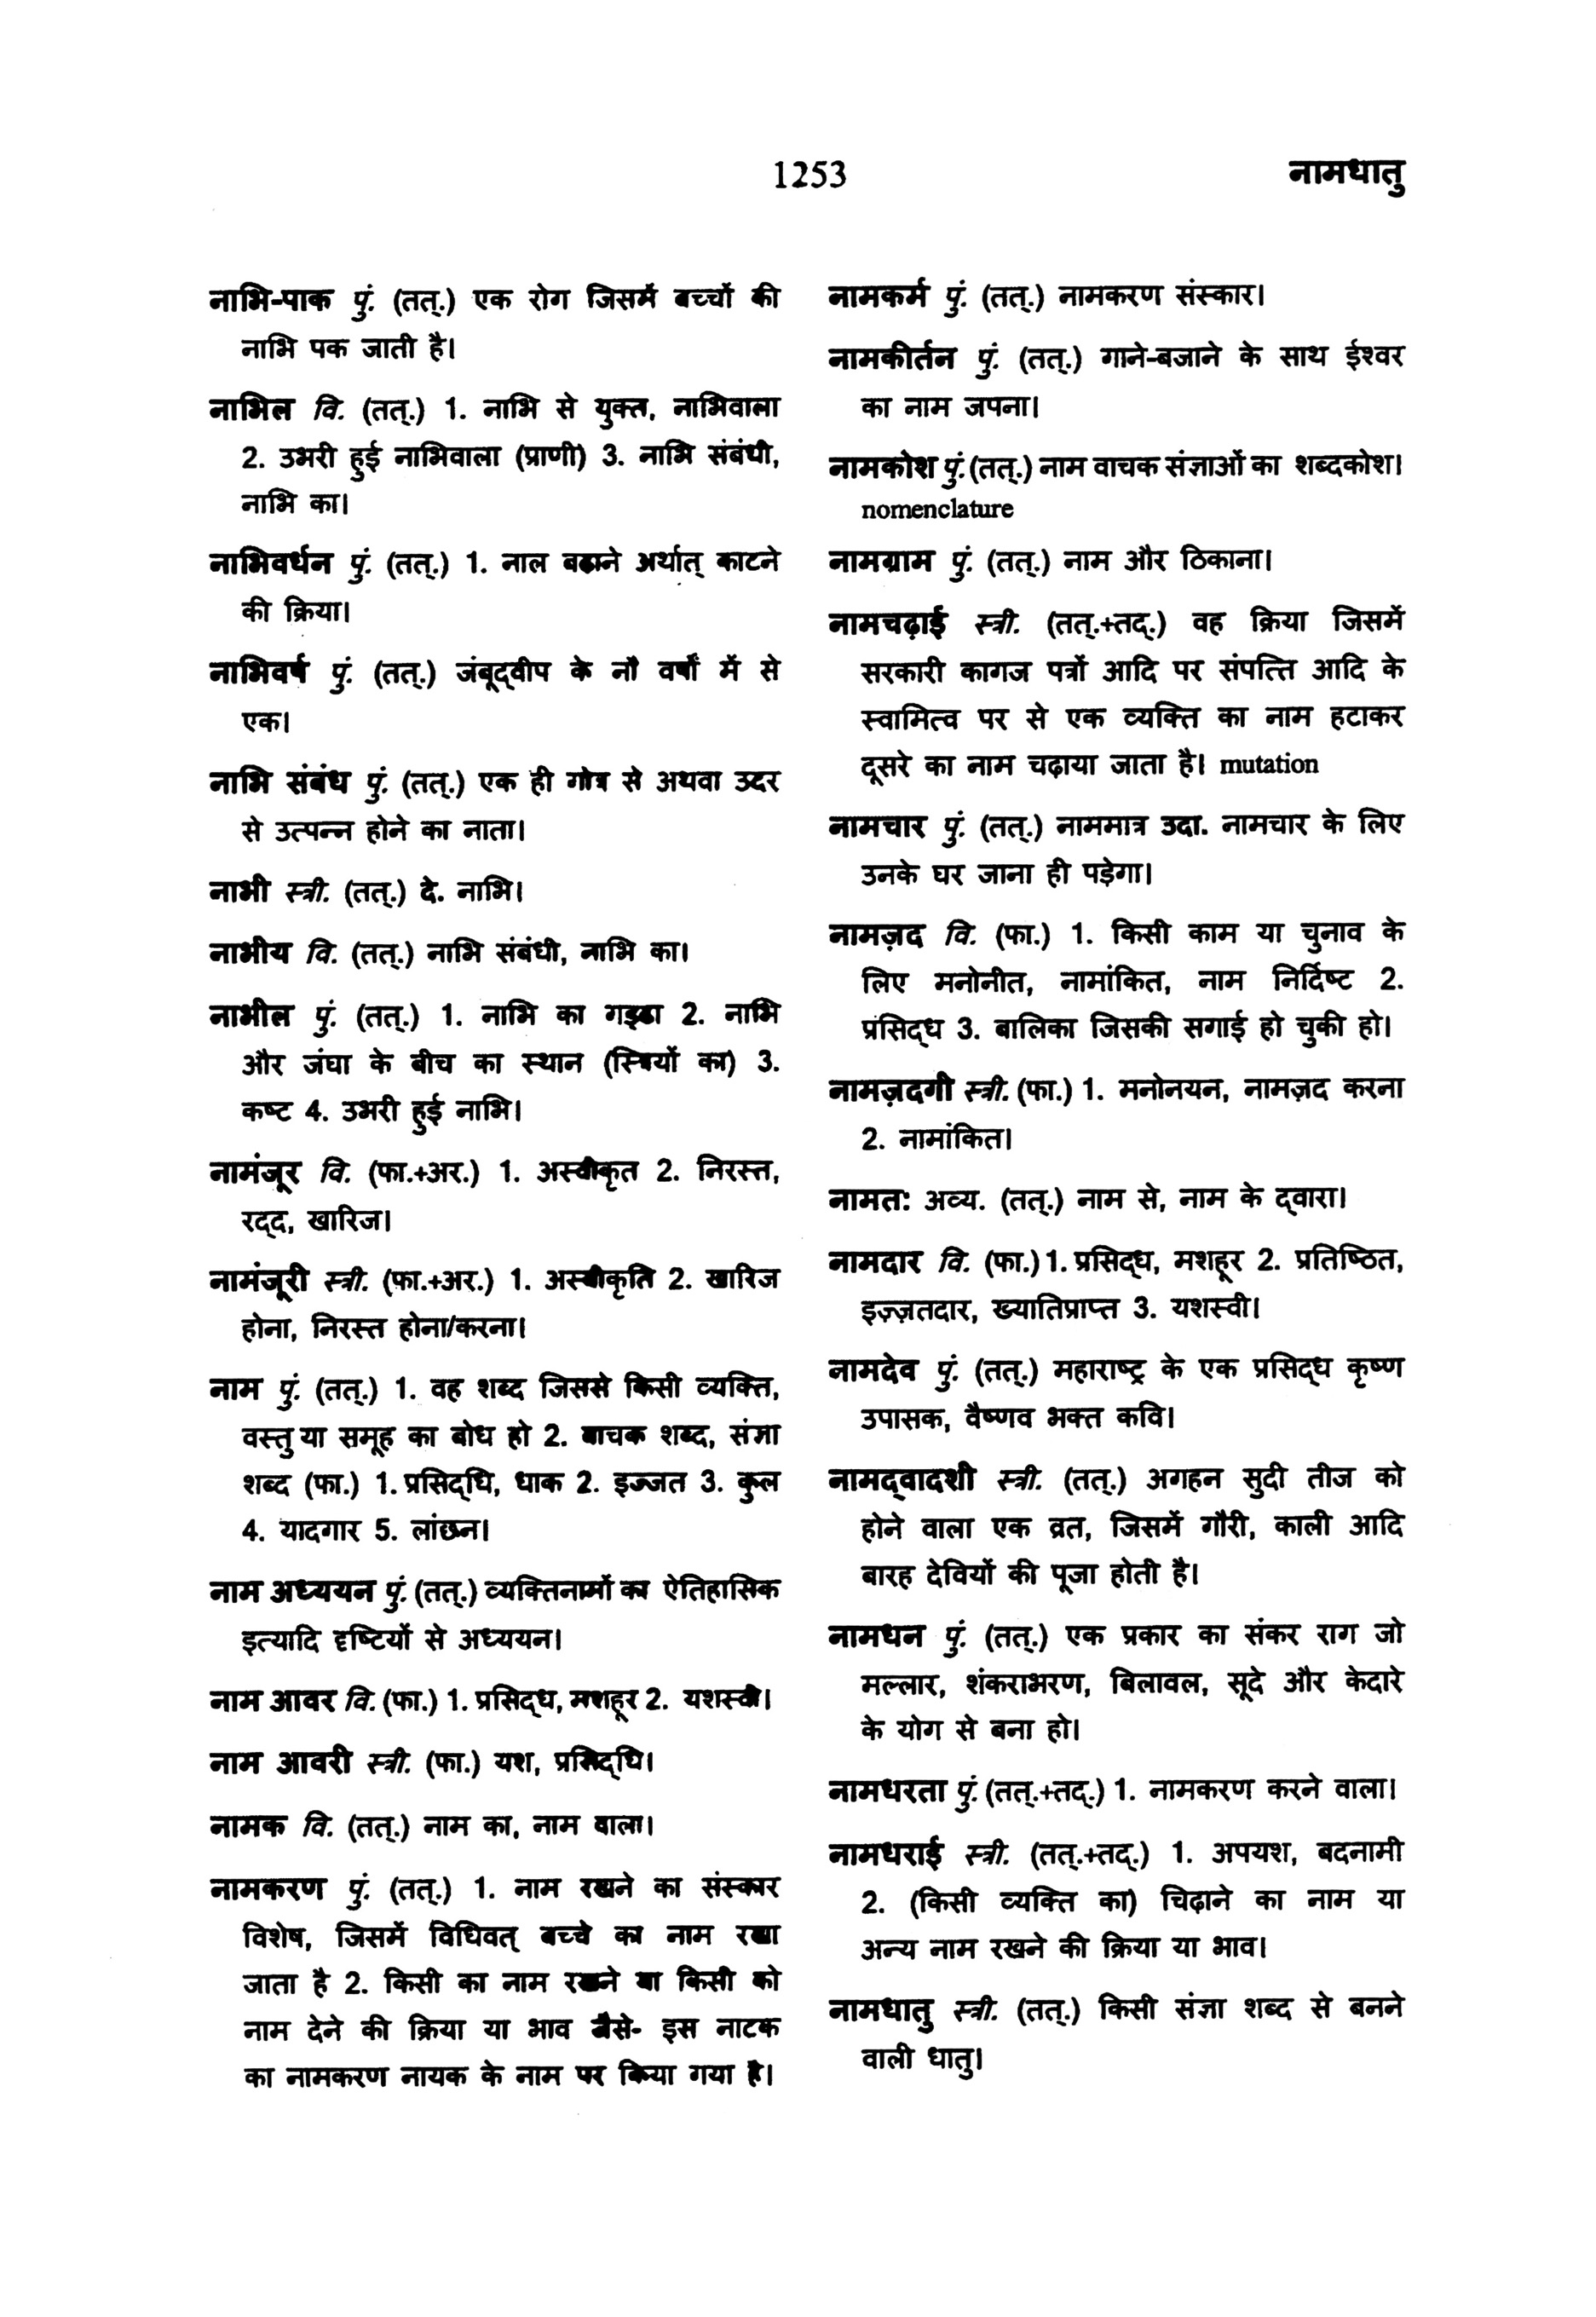 1253
नामधातु
नाभि-पाक पुं. (तत्.) एक रोग जिसमें बच्चों की
नाभि पक जाती है।
नाभिल वि. (तत्.) 1. नाभि से युक्त, नाभिवाला
2. उभरी हुई नाभिवाला (प्राणी) 3. नाभि संबंधी,
नाभि का।
नाभिवर्धन पुं. (तत्.) 1. नाल बढ़ाने अर्थात् काटने
की क्रिया।
नाभिवर्ष पुं. (तत्.) जंबूद्वीप के नौ वर्षों में से
एक।
नाभि संबंध पुं. (तत्.) एक ही गोत्र से अथवा उदर
से उत्पन्न होने का नाता।
नाभी स्त्री. (तत्.) दे. नाभि।
नाभीय वि. (तत्.) नाभि संबंधी, नाभि का।
नाभील पुं. (तत्.) 1. नाभि का गड्ढा 2. नाभि
और जंघा के बीच का स्थान (स्त्रियों का) 3.
कष्ट 4. उभरी हुई नाभि।
नामंजूर वि. (फा.+अर.) 1. अस्वीकृत 2. निरस्त,
रद्द, खारिज।
नामंजूरी स्त्री. (फा.+अर.) 1. अस्वीकृति 2. खारिज
होना, निरस्त होना/करना।
नाम पुं. (तत्.) 1. वह शब्द जिससे किसी व्यक्ति,
वस्तु या समूह का बोध हो 2. वाचक शब्द, संज्ञा
शब्द (फा.) 1. प्रसिद्धि, धाक 2. इज्जत 3. कुल
4. यादगार 5. लांछन।
नाम अध्ययन पुं. (तत्.) व्यक्तिनामों का ऐतिहासिक
इत्यादि दृष्टियों से अध्ययन।
नाम आवर वि. (फा.) 1. प्रसिद्ध, मशहूर 2. यशस्वी।
नाम आवरी स्त्री. (फा.) यश, प्रसिद्धि।
नामक वि. (तत्.) नाम का, नाम वाला।
नामकरण पुं. (तत्.) 1. नाम रखने का संस्कार
विशेष, जिसमें विधिवत् बच्चे का नाम रखा
जाता है 2. किसी का नाम रखने या किसी को
नाम देने की क्रिया या भाव जैसे- इस नाटक
का नामकरण नायक के नाम पर किया गया है।
नामकर्म पुं. (तत्.) नामकरण संस्कार।
नामकीर्तन पुं. (तत्.) गाने-बजाने के साथ ईश्वर
का नाम जपना।
नामकोश पुं. (तत्.) नाम वाचक संज्ञाओं का शब्दकोश।
nomenclature
नामग्राम पुं. (तत्.) नाम और ठिकाना।
नामचढ़ाई स्त्री. (तत्.+तद्.) वह क्रिया जिसमें
सरकारी कागज पत्रों आदि पर संपत्ति आदि के
स्वामित्व पर से एक व्यक्ति का नाम हटाकर
दूसरे का नाम चढ़ाया जाता है। mutation
नामचार पुं. (तत्.) नाममात्र उदा. नामचार के लिए
उनके घर जाना ही पड़ेगा।
नामज़द वि. (फा.) 1. किसी काम या चुनाव के
लिए मनोनीत, नामांकित, नाम निर्दिष्ट 2.
प्रसिद्ध 3. बालिका जिसकी सगाई हो चुकी हो।
नामज़दगी स्त्री. (फा.) 1. मनोनयन, नामज़द करना
2. नामांकित।
नामत: अव्य. (तत्.) नाम से, नाम के द्वारा।
नामदार वि. (फा.) 1. प्रसिद्ध, मशहूर 2. प्रतिष्ठित,
इज़्ज़तदार, ख्यातिप्राप्त 3. यशस्वी।
नामदेव पुं. (तत्.) महाराष्ट्र के एक प्रसिद्ध कृष्ण
उपासक, वैष्णव भक्त कवि।
नामद्वादशी स्त्री. (तत्.) अगहन सुदी तीज को
होने वाला एक व्रत, जिसमें गौरी, काली आदि
बारह देवियों की पूजा होती है।
नामधन पुं. (तत्.) एक प्रकार का संकर राग जो
मल्लार, शंकराभरण, बिलावल, सूदे और केदारे
के योग से बना हो।
नामधरता पुं. (तत्.+तद्.) 1. नामकरण करने वाला।
नामधराई स्त्री. (तत्.+तद्.) 1. अपयश, बदनामी
2. (किसी व्यक्ति का) चिढ़ाने का नाम या
अन्य नाम रखने की क्रिया या भाव।
नामधातु स्त्री. (तत्.) किसी संज्ञा शब्द से बनने
वाली धातु।